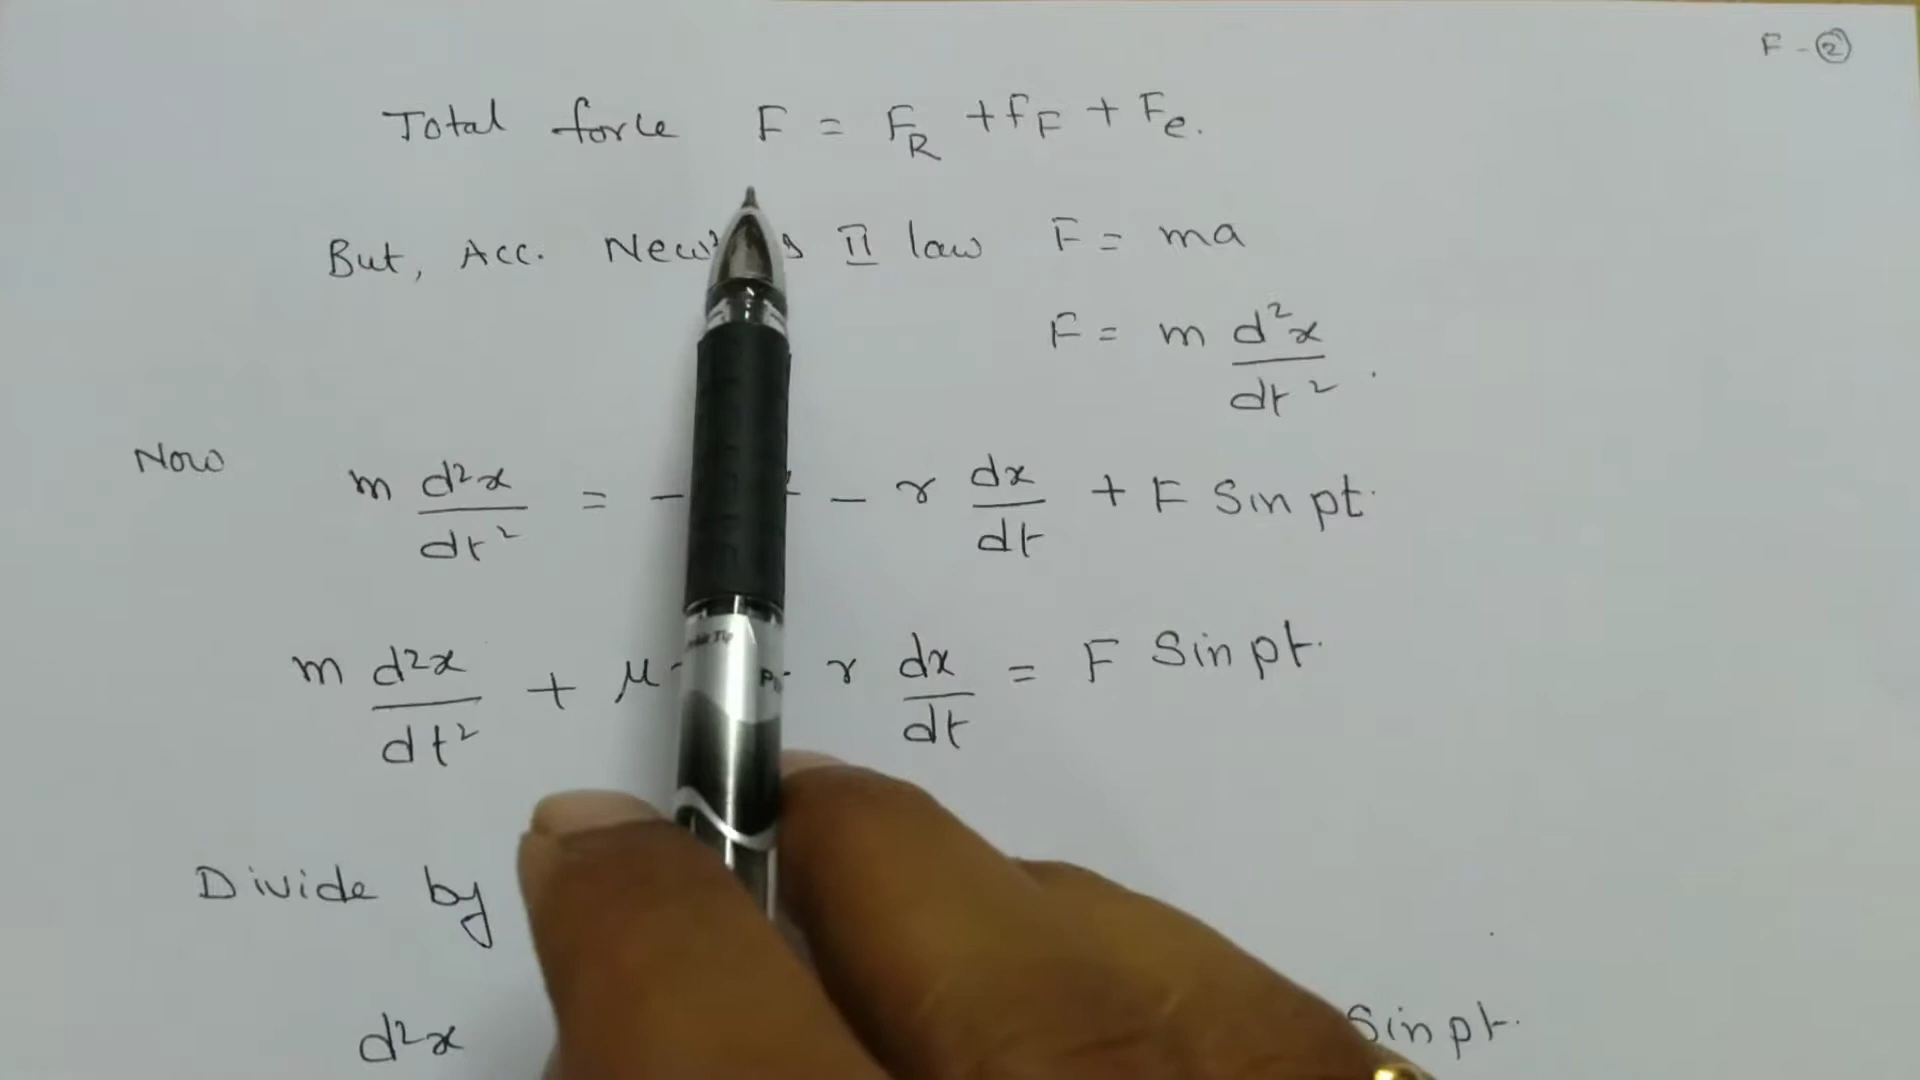 F - ②
Total force F = F_R + f_F + F_e.
But, Acc. II law F = ma
F = m d²x/dt².
Now m d²x/dt² = - - r dx/dt + F Sin pt.
m d²x/dt² + μ r dx/dt = F Sin pt.
Divide by
d²x Sin pt.